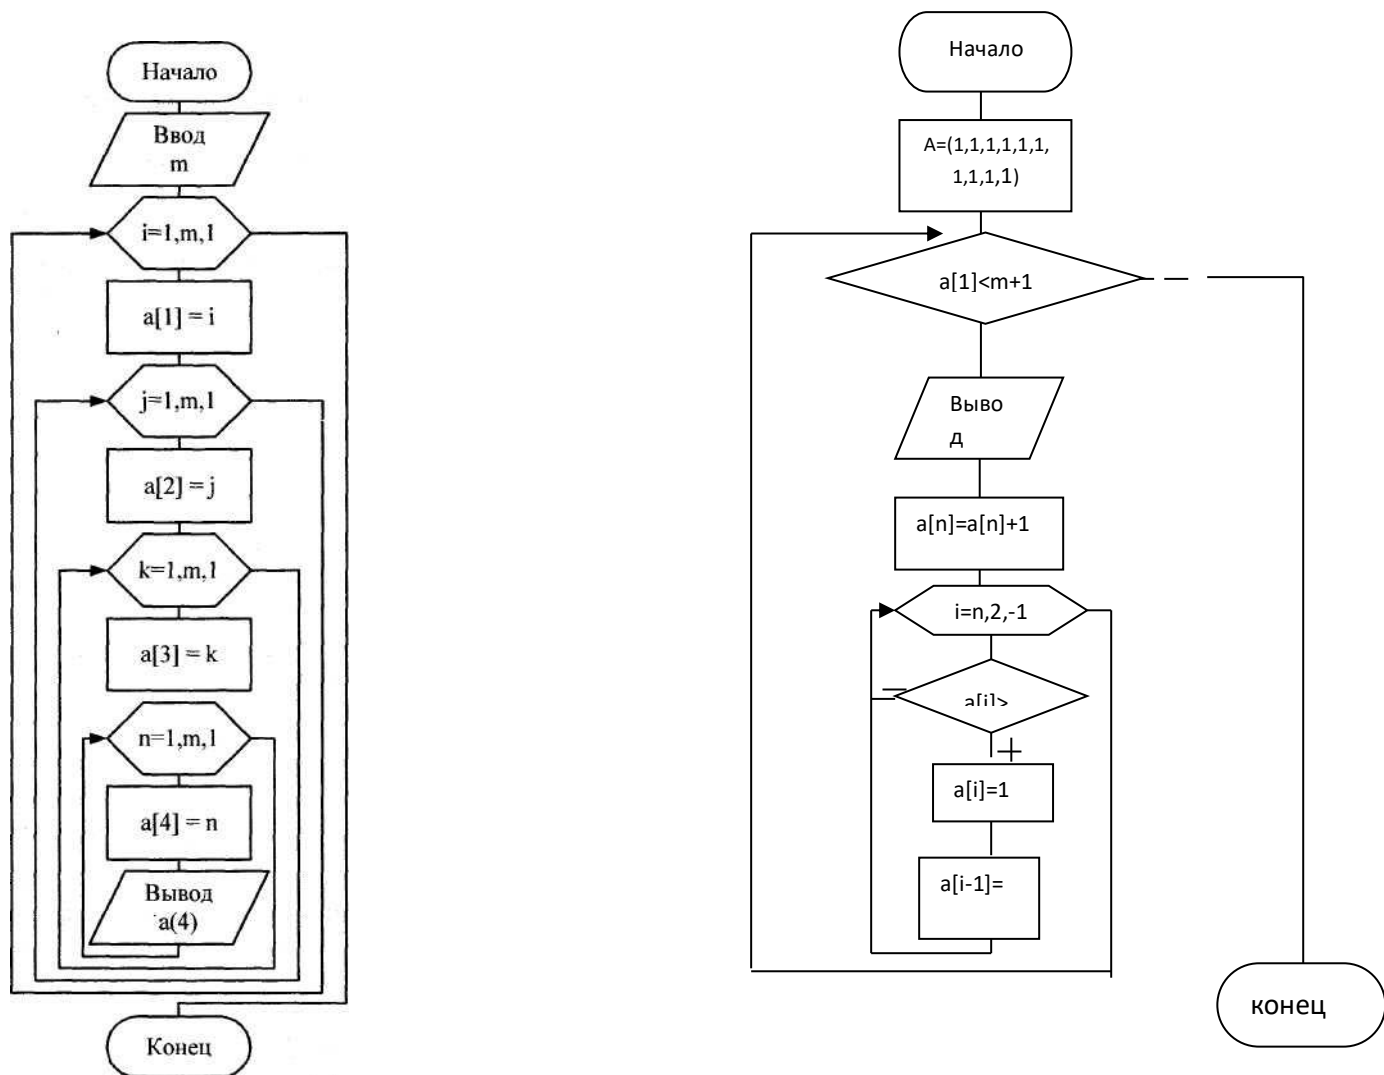 Начало
Ввод
m
i=1,m,1
a[1] = i
j=1,m,1
a[2] = j
k=1,m,1
a[3] = k
n=1,m,1
a[4] = n
Вывод
a(4)
Конец
Начало
A=(1,1,1,1,1,1,
1,1,1,1)
a[1]<m+1
—
Выво
д
a[n]=a[n]+1
i=n,2,-1
—
a[i]>
+
a[i]=1
a[i-1]=
конец